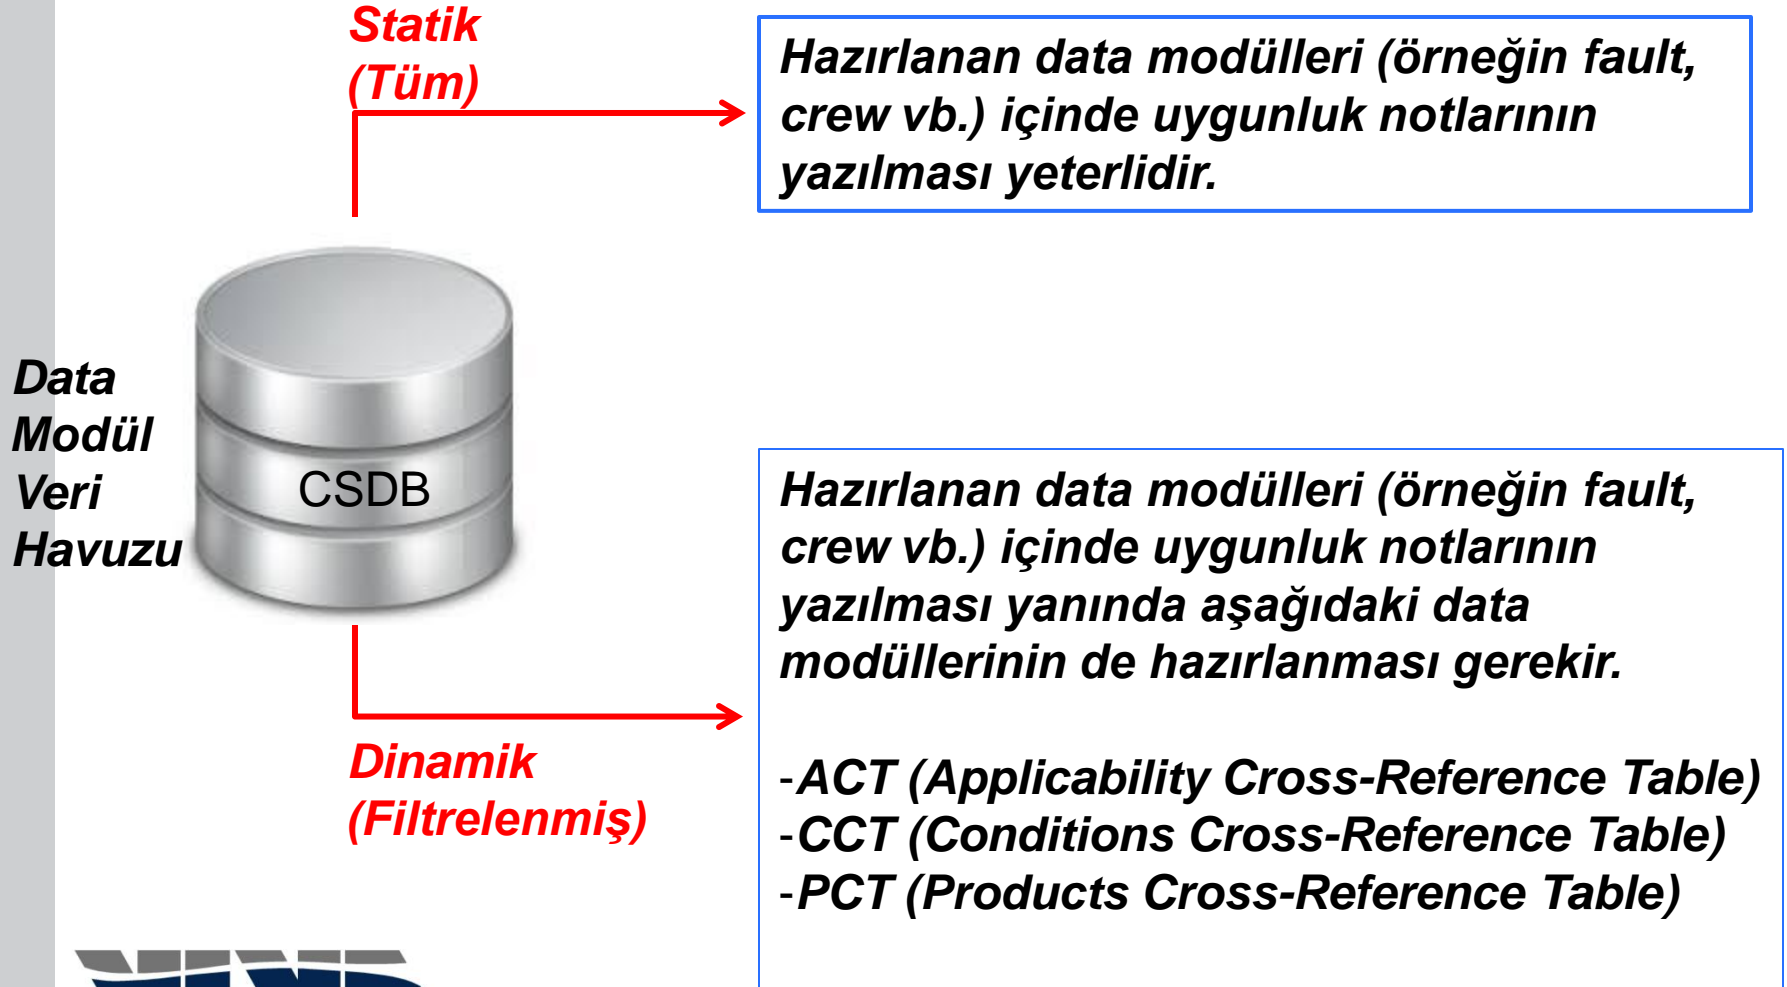 Statik
(Tüm)
Hazırlanan data modülleri (örneğin fault,
crew vb.) içinde uygunluk notlarının
yazılması yeterlidir.
Data
Modül
Veri
Havuzu
CSDB
Hazırlanan data modülleri (örneğin fault,
crew vb.) içinde uygunluk notlarının
yazılması yanında aşağıdaki data
modüllerinin de hazırlanması gerekir.
Dinamik
(Filtrelenmiş)
-ACT (Applicability Cross-Reference Table)
-CCT (Conditions Cross-Reference Table)
-PCT (Products Cross-Reference Table)